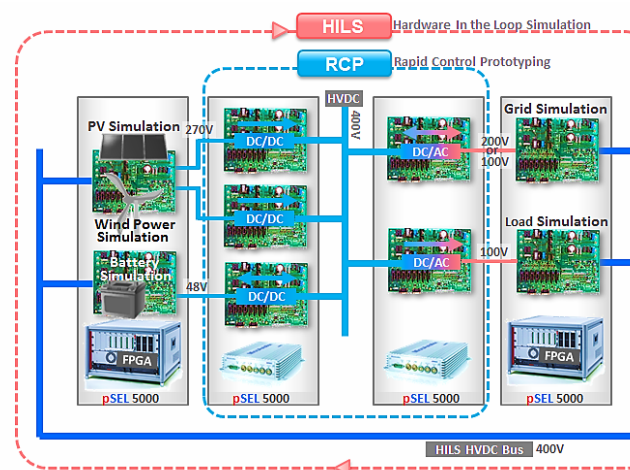 HILS
Hardware In the Loop Simulation
RCP
Rapid Control Prototyping
HVDC
400V
PV Simulation
270V
DC/DC
DC/AC
200V
or
100V
Grid Simulation
Wind Power
Simulation
DC/DC
Battery
Simulation
48V
DC/DC
DC/AC
100V
Load Simulation
FPGA
FPGA
pSEL 5000
pSEL 5000
pSEL 5000
pSEL 5000
HILS HVDC Bus
400V